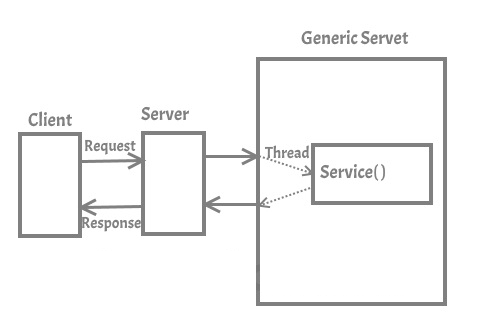 Generic Servet
Client
Server
Request
Thread
Service()
Response